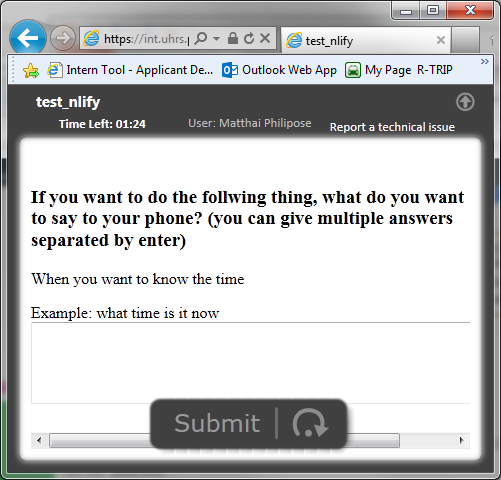 https://int.uhrs.p
test_nlify
Intern Tool - Applicant De...
Outlook Web App
My Page
R-TRIP
test_nlify
Time Left: 01:24
User: Matthai Philipose
Report a technical issue
If you want to do the follwing thing, what do you want
to say to your phone? (you can give multiple answers
separated by enter)
When you want to know the time
Example: what time is it now
Submit